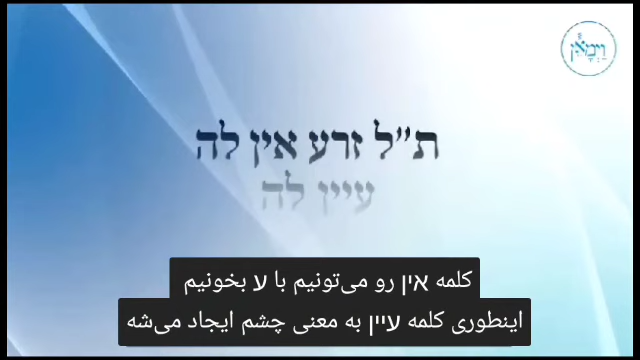 ת"ל זרע אין לה
עיין לה
کلمه אין رو می‌تونیم با ע بخونیم
اینطوری کلمه עיין به معنی چشم ایجاد می‌شه